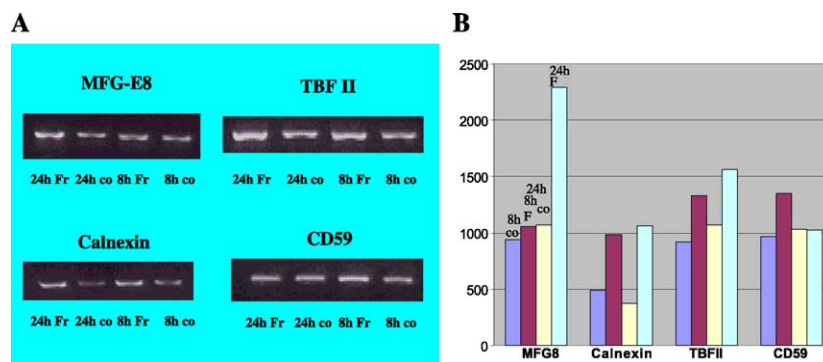 A
MFG-E8
TBF II
24h Fr 24h co 8h Fr 8h co
24h Fr 24h co 8h Fr 8h co
Calnexin
CD59
24h Fr 24h co 8h Fr 8h co
24h Fr 24h co 8h Fr 8h co
B
2500
2000
1500
1000
500
0
8h
co
8h
F
24h
co
24h
F
MFG8 Calnexin TBFII CD59